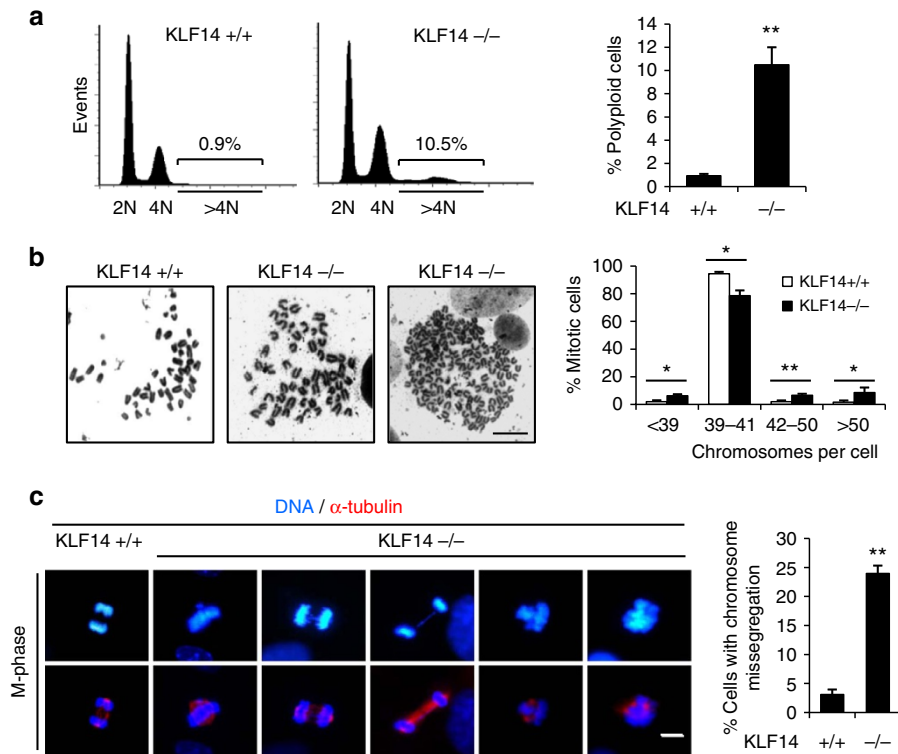 a
KLF14 +/+
KLF14 –/–
Events
0.9%
10.5%
2N 4N >4N
2N 4N >4N
% Polyploid cells
14
12
10
8
6
4
2
0
**
KLF14 +/+ –/–
b
KLF14 +/+
KLF14 –/–
KLF14 –/–
% Mitotic cells
100
80
60
40
20
0
*
*
**
*
KLF14+/+
KLF14–/–
<39 39–41 42–50 >50
Chromosomes per cell
c
DNA / α-tubulin
KLF14 +/+
KLF14 –/–
M-phase
% Cells with chromosome
missegregation
30
25
20
15
10
5
0
**
KLF14 +/+ –/–